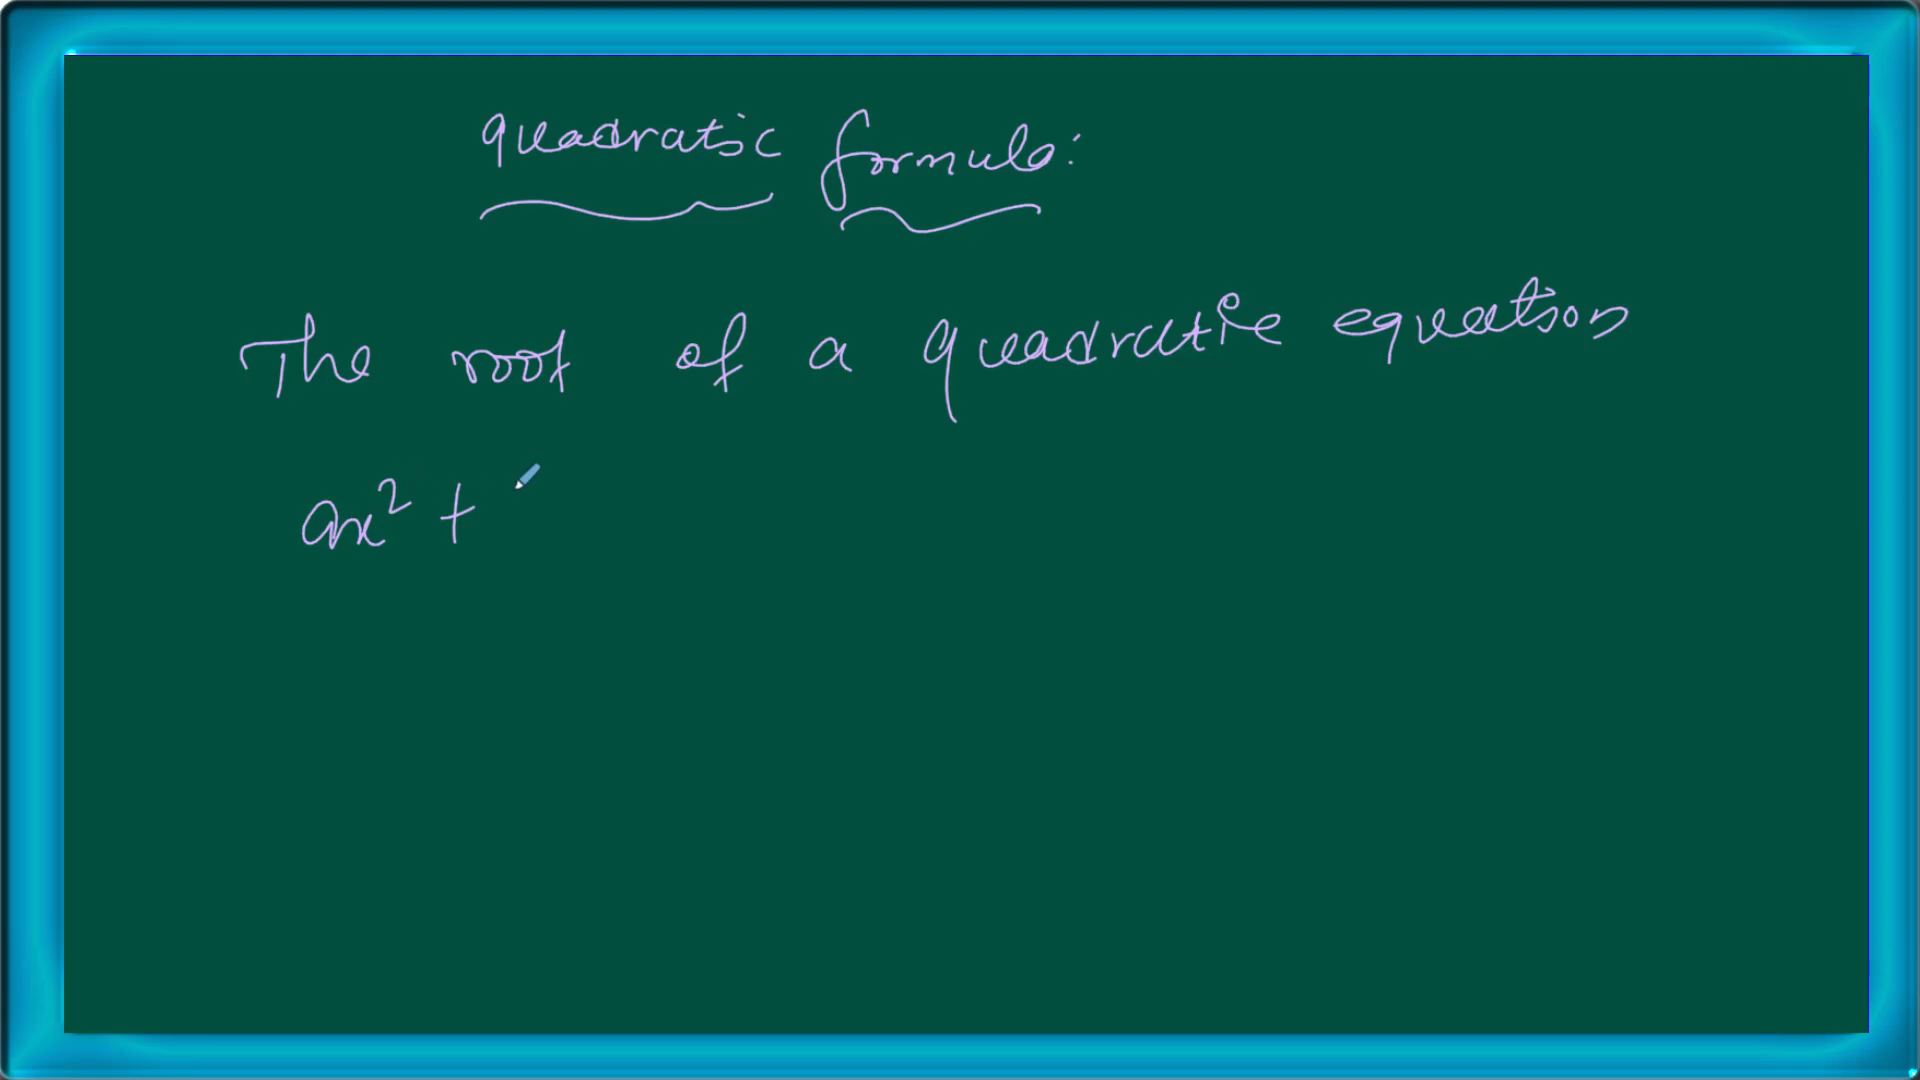 quadratic formula:
The root of a quadratic equation
ax² +